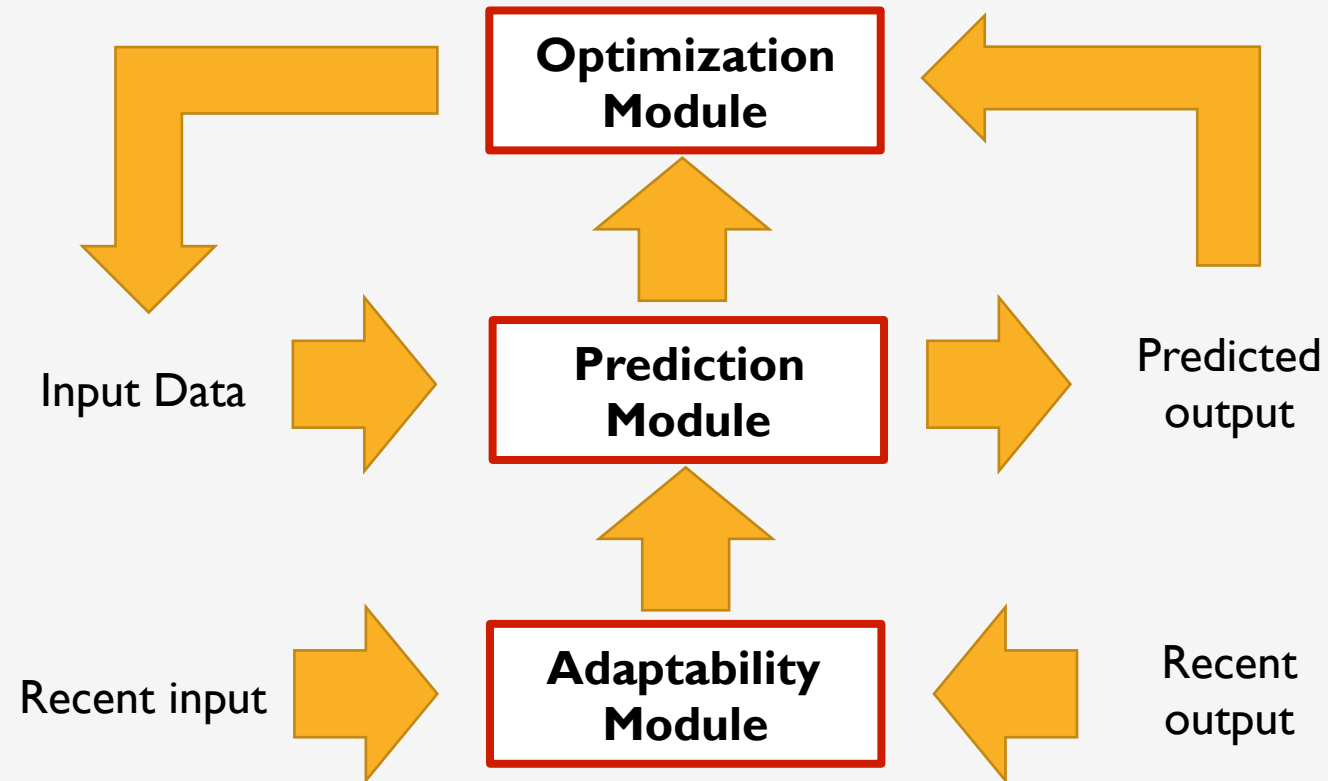 Optimization
Module
Input Data
Prediction
Module
Predicted
output
Recent input
Adaptability
Module
Recent
output